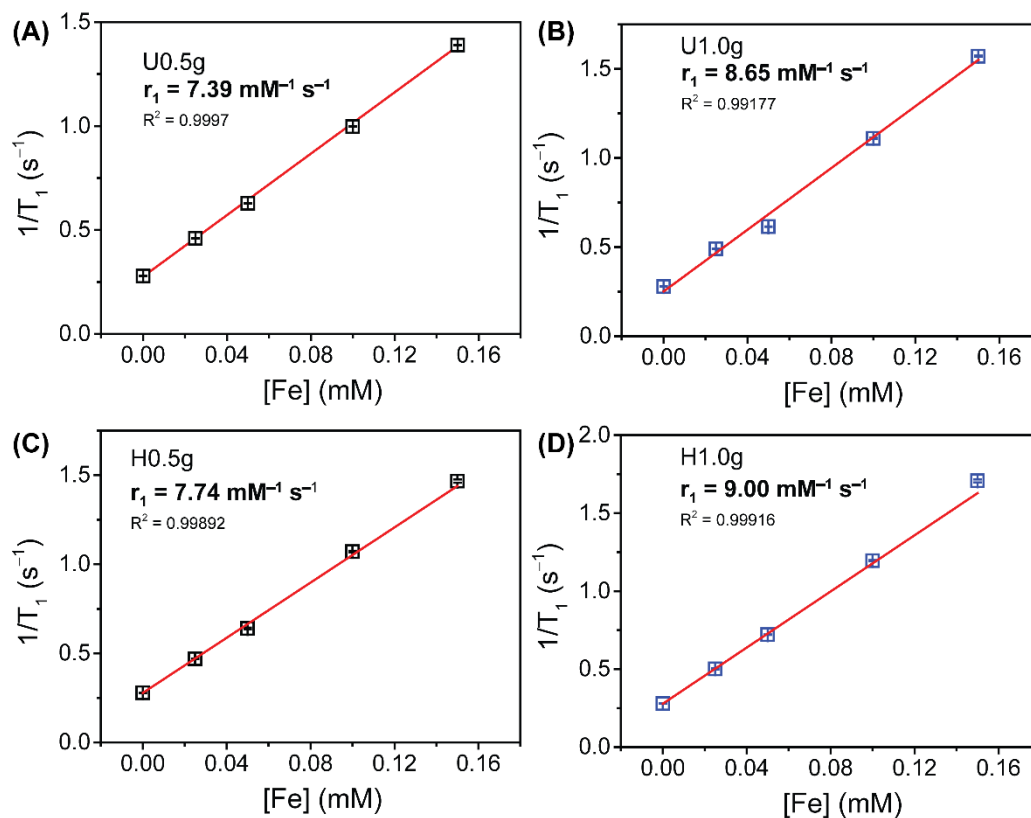 (A)
U0.5g
r₁ = 7.39 mM⁻¹ s⁻¹
R² = 0.9997
1/T₁ (s⁻¹)
1.5
1.0
0.5
0.0
0.00 0.04 0.08 0.12 0.16
[Fe] (mM)
(B)
U1.0g
r₁ = 8.65 mM⁻¹ s⁻¹
R² = 0.99177
1/T₁ (s⁻¹)
1.5
1.0
0.5
0.0
0.00 0.04 0.08 0.12 0.16
[Fe] (mM)
(C)
H0.5g
r₁ = 7.74 mM⁻¹ s⁻¹
R² = 0.99892
1/T₁ (s⁻¹)
1.5
1.0
0.5
0.0
0.00 0.04 0.08 0.12 0.16
[Fe] (mM)
(D)
H1.0g
r₁ = 9.00 mM⁻¹ s⁻¹
R² = 0.99916
1/T₁ (s⁻¹)
2.0
1.5
1.0
0.5
0.0
0.00 0.04 0.08 0.12 0.16
[Fe] (mM)